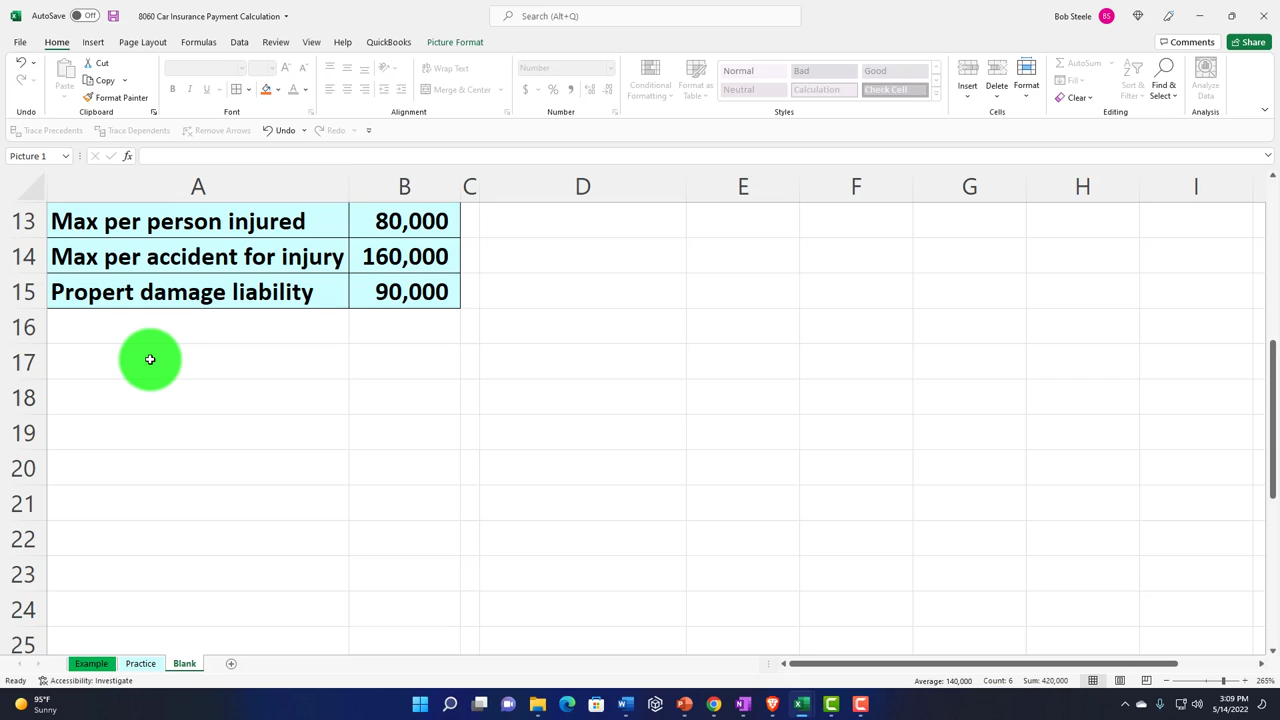 AutoSave Off 8060 Car Insurance Payment Calculation Search (Alt+Q) Bob Steele BS
File Home Insert Page Layout Formulas Data Review View Help QuickBooks Picture Format Comments Share
Cut Wrap Text Number Normal Bad Good AutoSum
Copy Fill
Paste Format Painter Merge & Center Conditional Formatting Format as Table Neutral Calculation Check Cell Insert Delete Format Clear Sort & Filter Find & Select Analyze Data
Undo Clipboard Font Alignment Number Styles Cells Editing Analysis
Trace Precedents Trace Dependents Remove Arrows Undo Redo
Picture 1 fx
A B C D E F G H I
13 Max per person injured 80,000
14 Max per accident for injury 160,000
15 Propert damage liability 90,000
16
17
18
19
20
21
22
23
24
25
Example Practice Blank
Ready Accessibility: Investigate Average: 140,000 Count: 6 Sum: 420,000 265%
95°F
Sunny
3:09 PM
5/14/2022